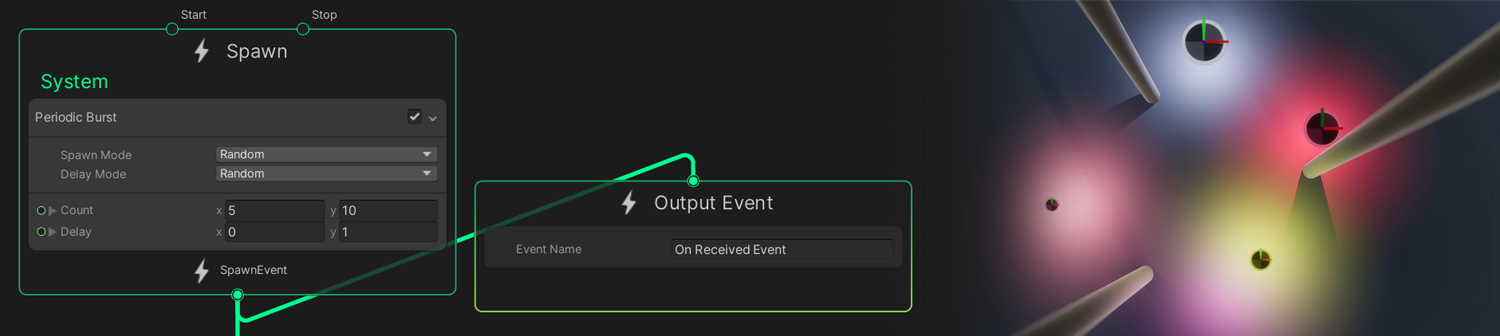 Start Stop
Spawn
System
Periodic Burst
Spawn Mode Random
Delay Mode Random
Count x 5 y 10
Delay x 0 y 1
SpawnEvent
Output Event
Event Name On Received Event